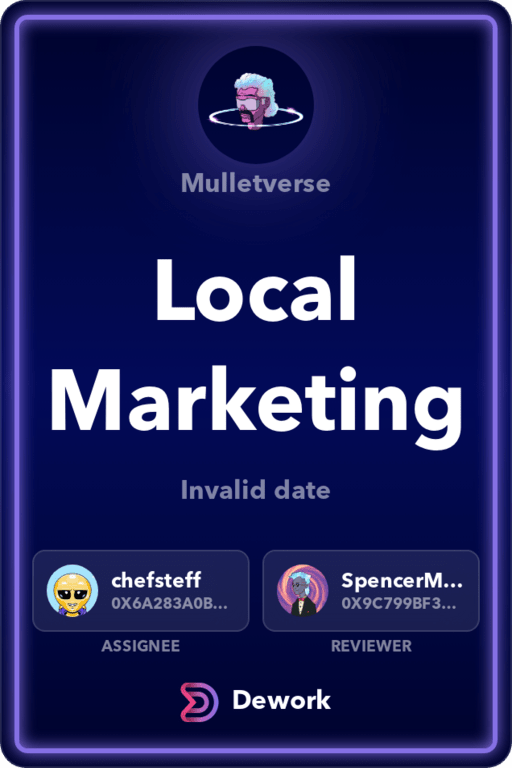 Mulletverse
Local
Marketing
Invalid date
chefsteff
0X6A283A0B...
SpencerM...
0X9C799BF3...
ASSIGNEE
REVIEWER
Dework